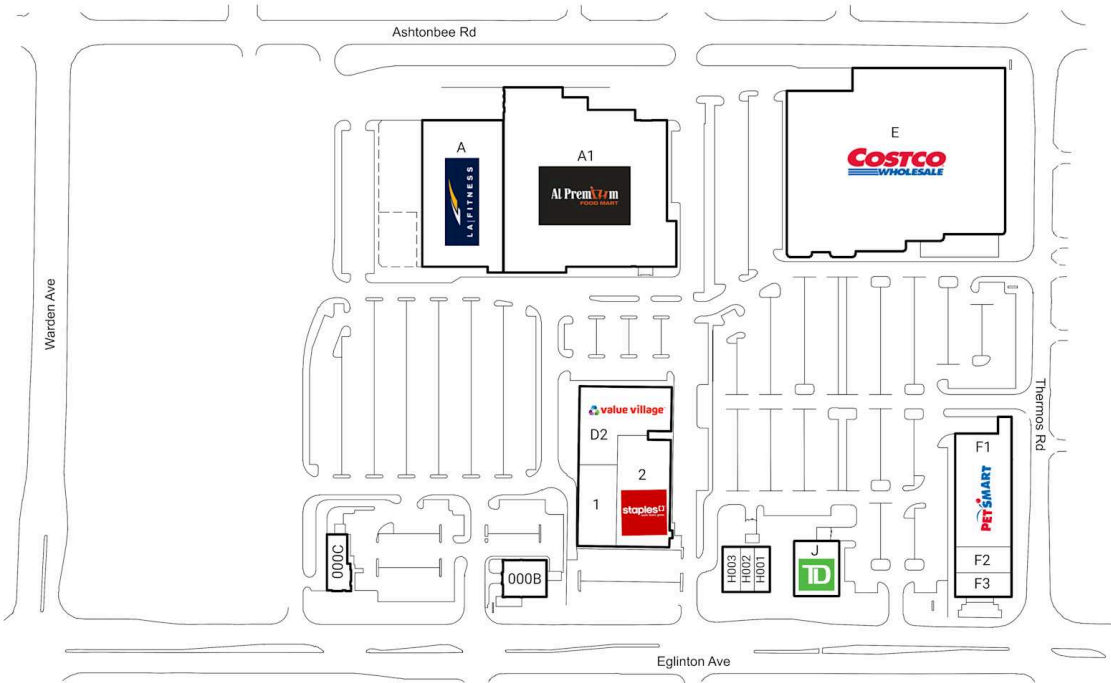 Ashtonbee Rd
Warden Ave
A
LA|FITNESS
A1
Al Premium
FOOD MART
E
COSTCO
WHOLESALE
Thermos Rd
value village
D2
2
1
staples
F1
PETSMART
F2
F3
000C
000B
H003
H002
H001
J
TD
Eglinton Ave